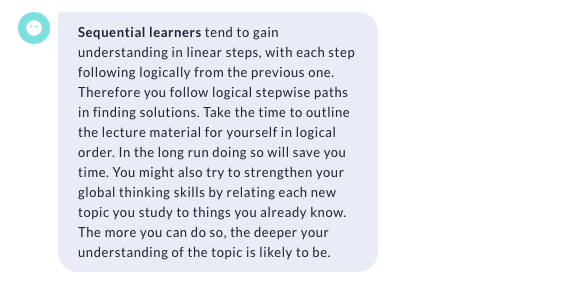 Sequential learners tend to gain
understanding in linear steps, with each step
following logically from the previous one.
Therefore you follow logical stepwise paths
in finding solutions. Take the time to outline
the lecture material for yourself in logical
order. In the long run doing so will save you
time. You might also try to strengthen your
global thinking skills by relating each new
topic you study to things you already know.
The more you can do so, the deeper your
understanding of the topic is likely to be.